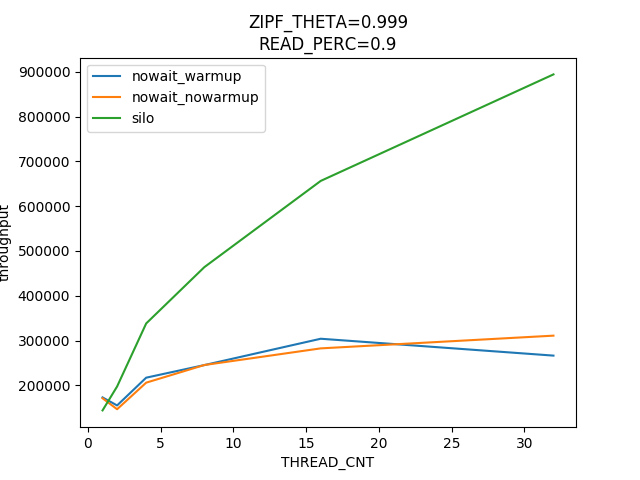 ZIPF_THETA=0.999
READ_PERC=0.9
nowait_warmup
nowait_nowarmup
silo
900000
800000
700000
600000
500000
400000
300000
200000
throughput
0 5 10 15 20 25 30
THREAD_CNT